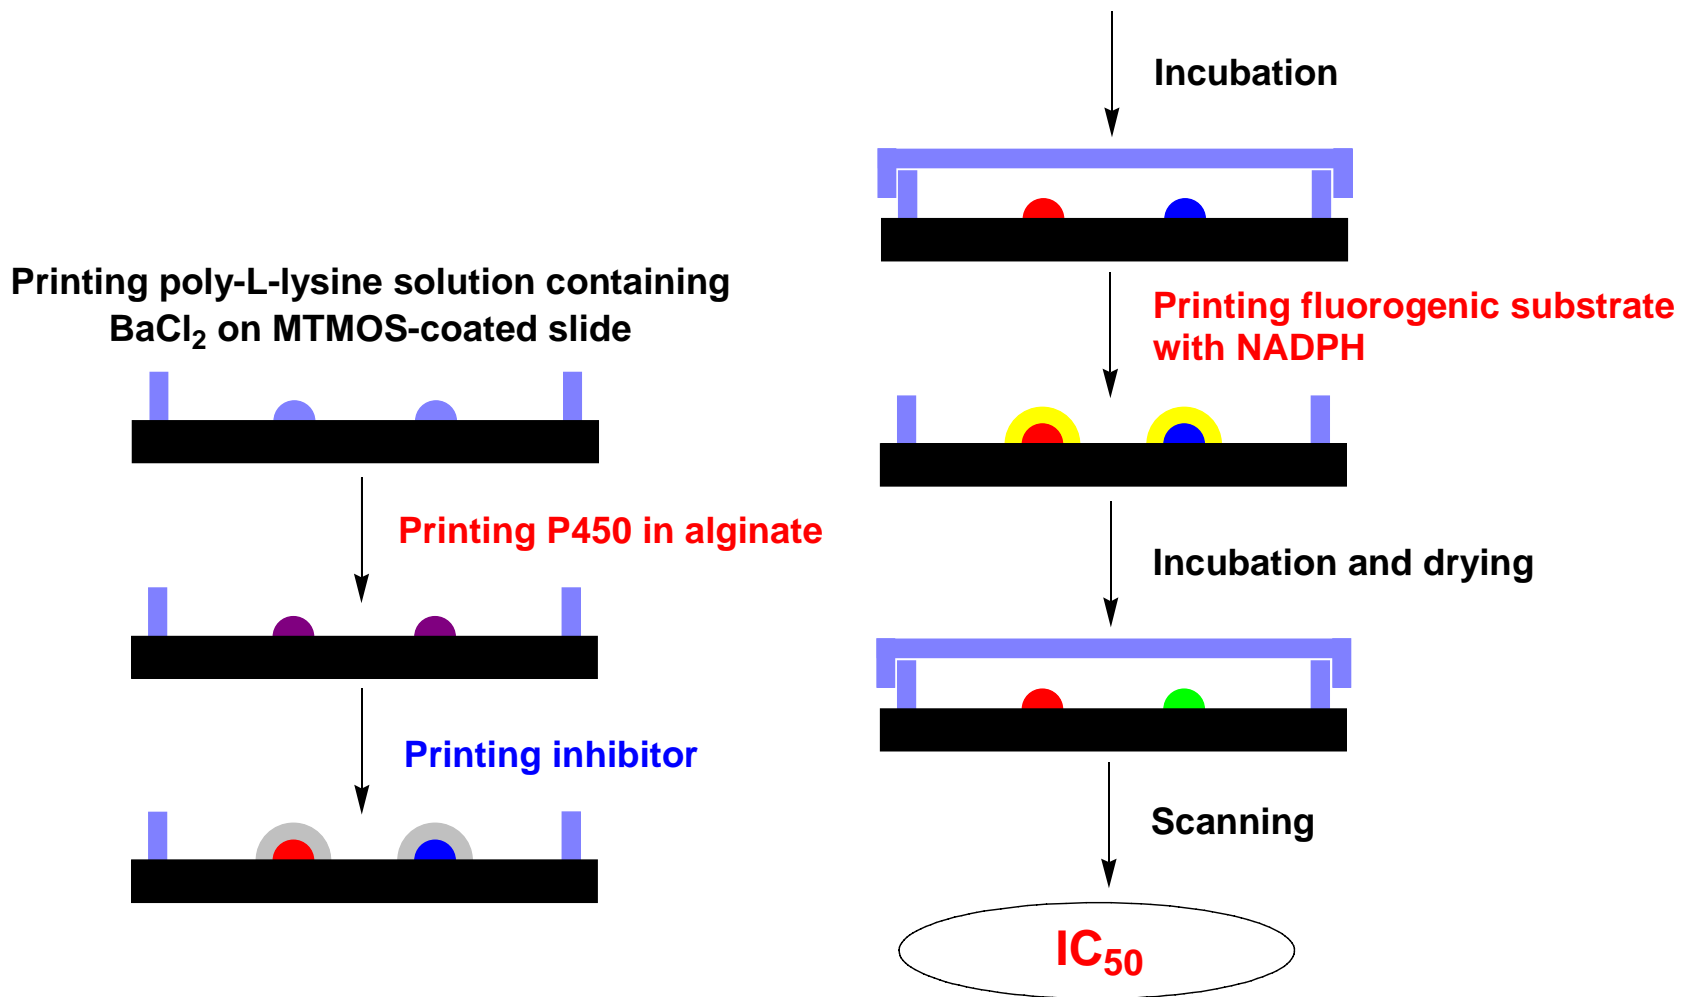 Printing poly-L-lysine solution containing
BaCl₂ on MTMOS-coated slide
Printing P450 in alginate
Printing inhibitor
Incubation
Printing fluorogenic substrate
with NADPH
Incubation and drying
Scanning
IC₅₀